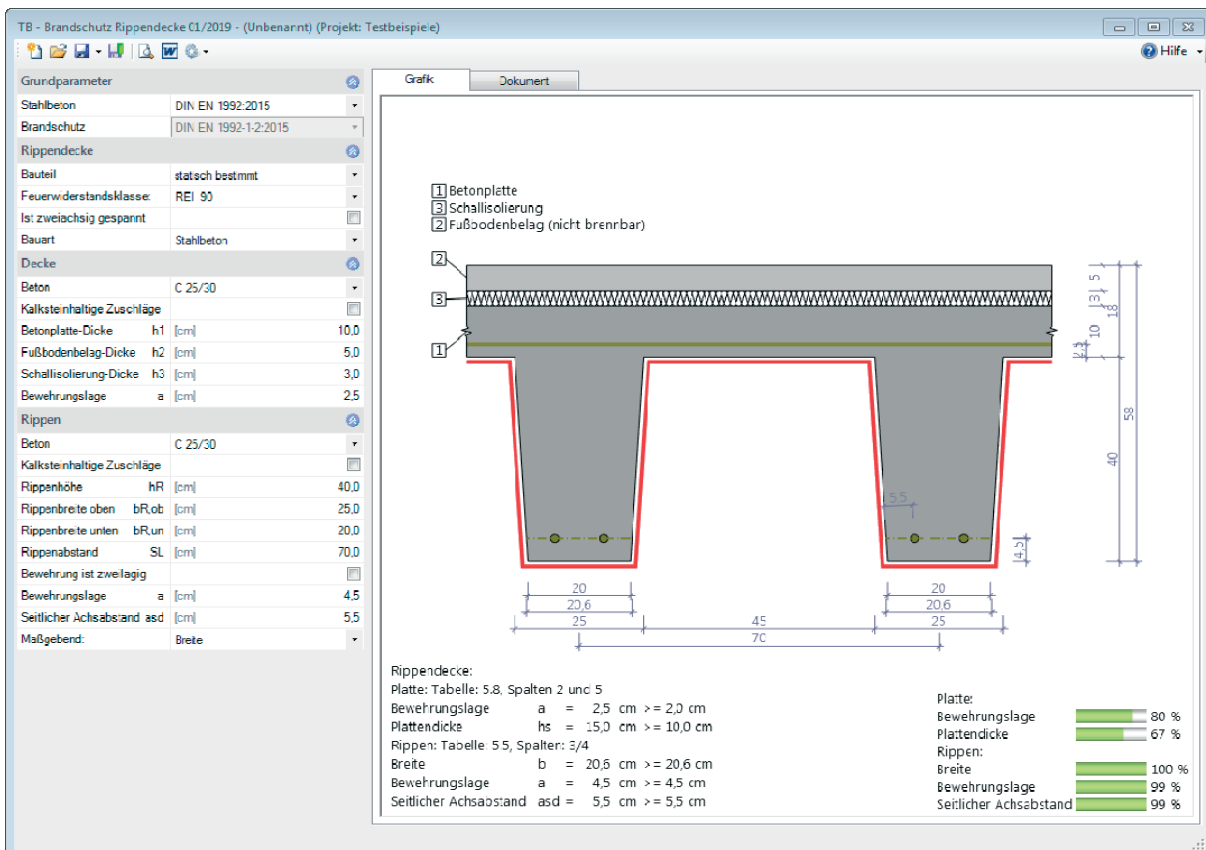 TB - Brandschutz Rippendecke 01/2019 - (Unbenannt) (Projekt: Testbeispiele)
Hilfe
Grundparameter
Stahlbeton DIN EN 1992:2015
Brandschutz DIN EN 1992-1-2:2015
Rippendecke
Bauteil statisch bestimmt
Feuerwiderstandsklasse: REI 90
Ist zweiachsig gespannt
Bauart Stahlbeton
Decke
Beton C 25/30
Kalksteinhaltige Zuschläge
Betonplatte-Dicke h1 [cm] 10,0
Fußbodenbelag-Dicke h2 [cm] 5,0
Schallisolierung-Dicke h3 [cm] 3,0
Bewehrungslage a [cm] 2,5
Rippen
Beton C 25/30
Kalksteinhaltige Zuschläge
Rippenhöhe hR [cm] 40,0
Rippenbreite oben bR,ob [cm] 25,0
Rippenbreite unten bR,un [cm] 20,0
Rippenabstand SL [cm] 70,0
Bewehrung ist zweilagig
Bewehrungslage a [cm] 4,5
Seitlicher Achsabstand asd [cm] 5,5
Maßgebend: Breite
Grafik Dokument
1 Betonplatte
3 Schallisolierung
2 Fußbodenbelag (nicht brennbar)
2
3
1
5
3
18
10
2,5
58
40
5,5
4,5
20 20
20,6 20,6
25 45 25
70
Rippendecke:
Platte: Tabelle: 5.8, Spalten 2 und 5
Bewehrungslage a = 2,5 cm >= 2,0 cm
Plattendicke hs = 15,0 cm >= 10,0 cm
Rippen: Tabelle: 5.5, Spalten: 3/4
Breite b = 20,6 cm >= 20,6 cm
Bewehrungslage a = 4,5 cm >= 4,5 cm
Seitlicher Achsabstand asd = 5,5 cm >= 5,5 cm
Platte:
Bewehrungslage 80 %
Plattendicke 67 %
Rippen:
Breite 100 %
Bewehrungslage 99 %
Seitlicher Achsabstand 99 %